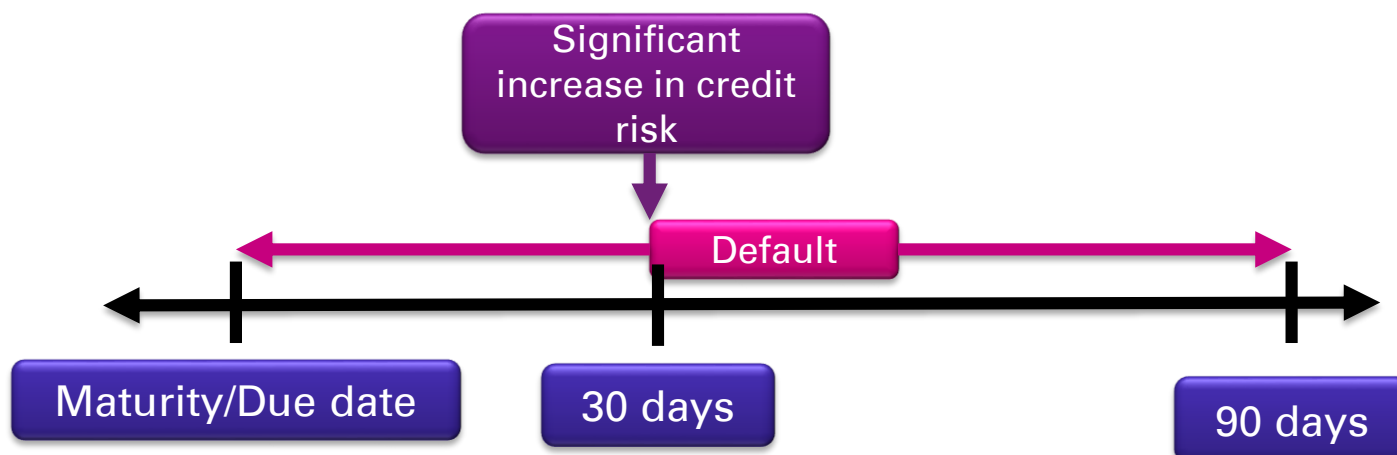 Significant
increase in credit
risk
Default
Maturity/Due date
30 days
90 days